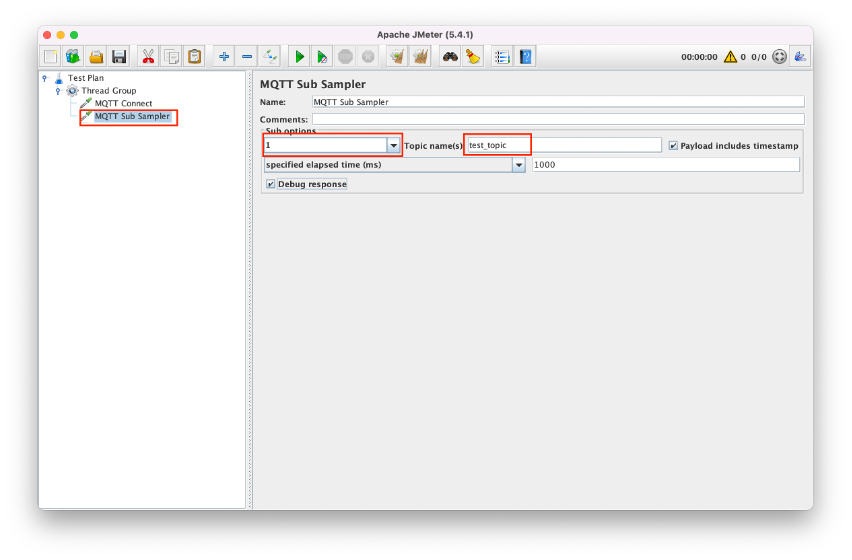 Apache JMeter (5.4.1)
00:00:00 0 0/0
Test Plan
Thread Group
MQTT Connect
MQTT Sub Sampler
MQTT Sub Sampler
Name: MQTT Sub Sampler
Comments:
Sub options
1 Topic name(s) test_topic Payload includes timestamp
specified elapsed time (ms) 1000
Debug response